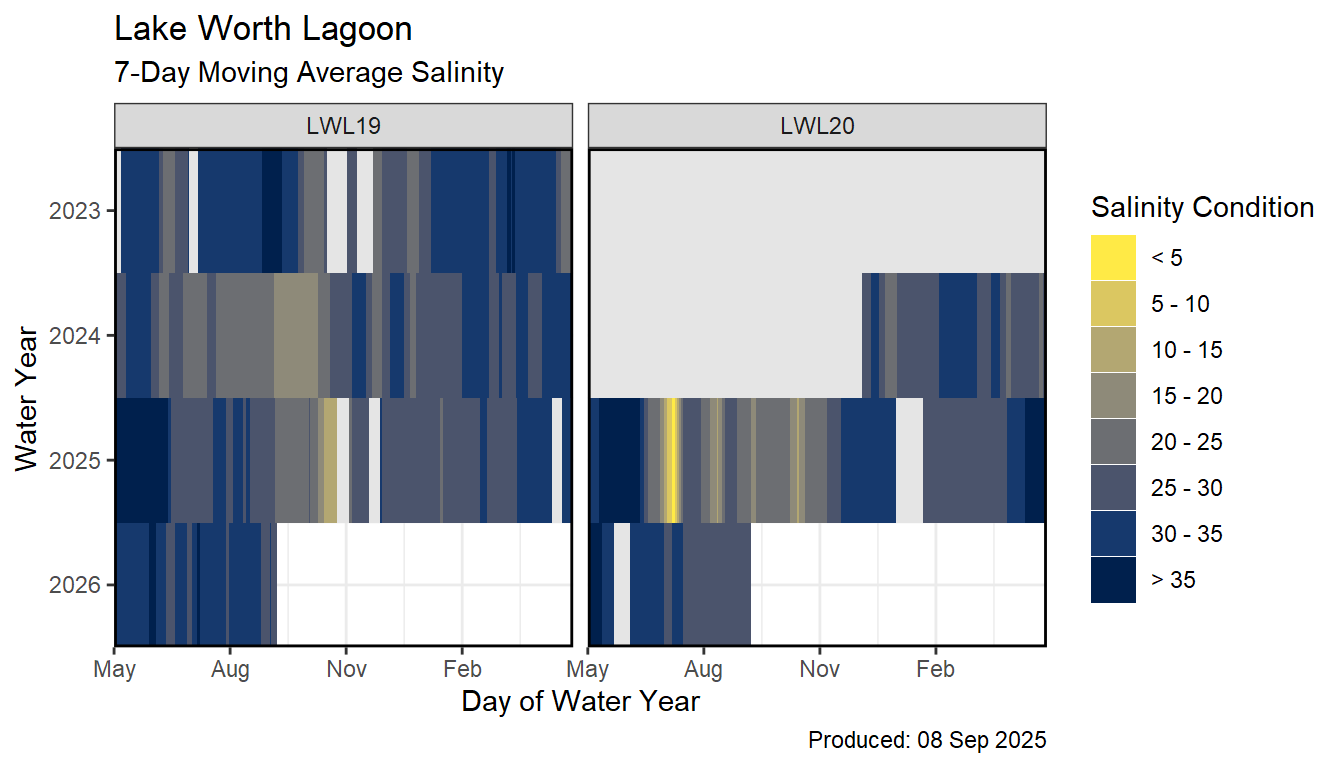 Lake Worth Lagoon
7-Day Moving Average Salinity
LWL19
LWL20
2023
2024
2025
2026
Water Year
May
Aug
Nov
Feb
May
Aug
Nov
Feb
Day of Water Year
Salinity Condition
< 5
5 - 10
10 - 15
15 - 20
20 - 25
25 - 30
30 - 35
> 35
Produced: 08 Sep 2025